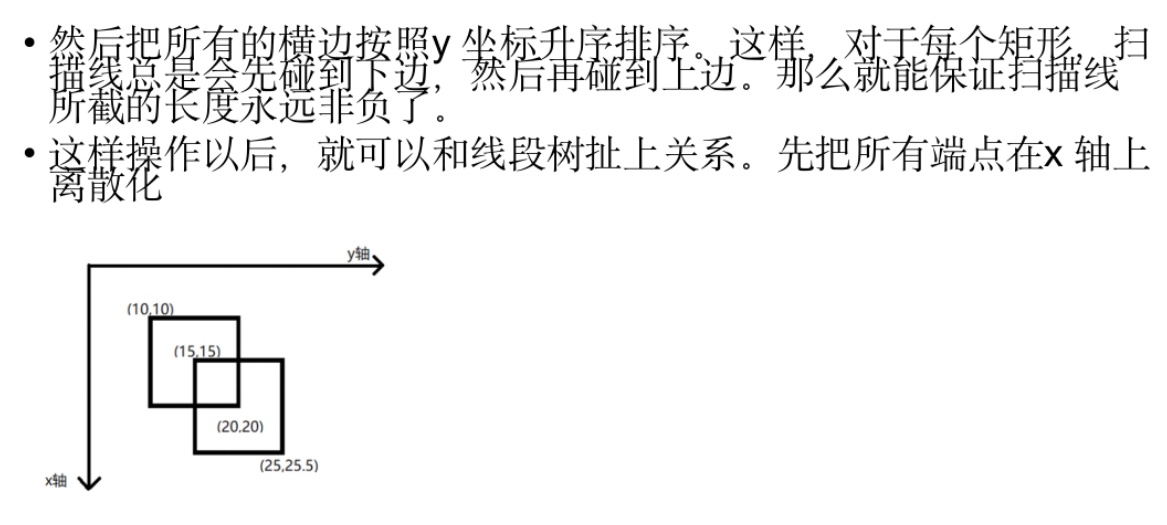 • 然后把所有的横边按照y 坐标升序排序。这样，对于每个矩形，扫
描线总是会先碰到下边，然后再碰到上边。那么就能保证扫描线
所截的长度永远非负了。
• 这样操作以后，就可以和线段树扯上关系。先把所有端点在x 轴上
离散化
y轴
(10,10)
(15,15)
(20,20)
(25,25.5)
x轴